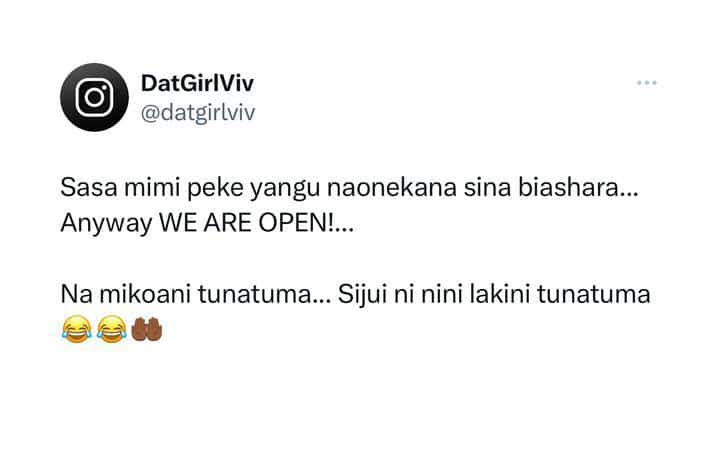 DatGirlViv
@datgirlviv
Sasa mimi peke yangu naonekana sina biashara...
Anyway WE ARE OPEN!...
Na mikoani tunatuma... Sijui ni nini lakini tunatuma
😂😂🤲🏾